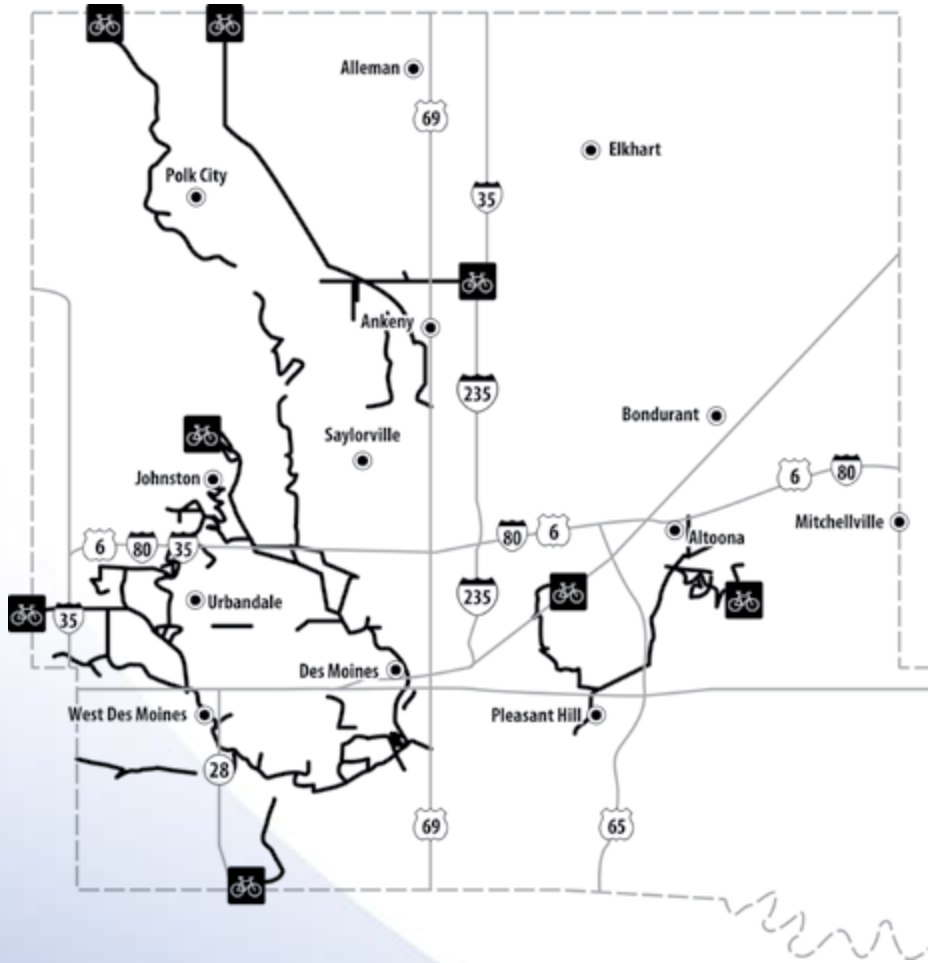 Alleman
69
Elkhart
Polk City
35
Ankeny
235
Bondurant
Saylorville
6
80
Johnston
Mitchellville
80
6
Altoona
6
80
35
235
Urbandale
35
Des Moines
West Des Moines
Pleasant Hill
28
69
65